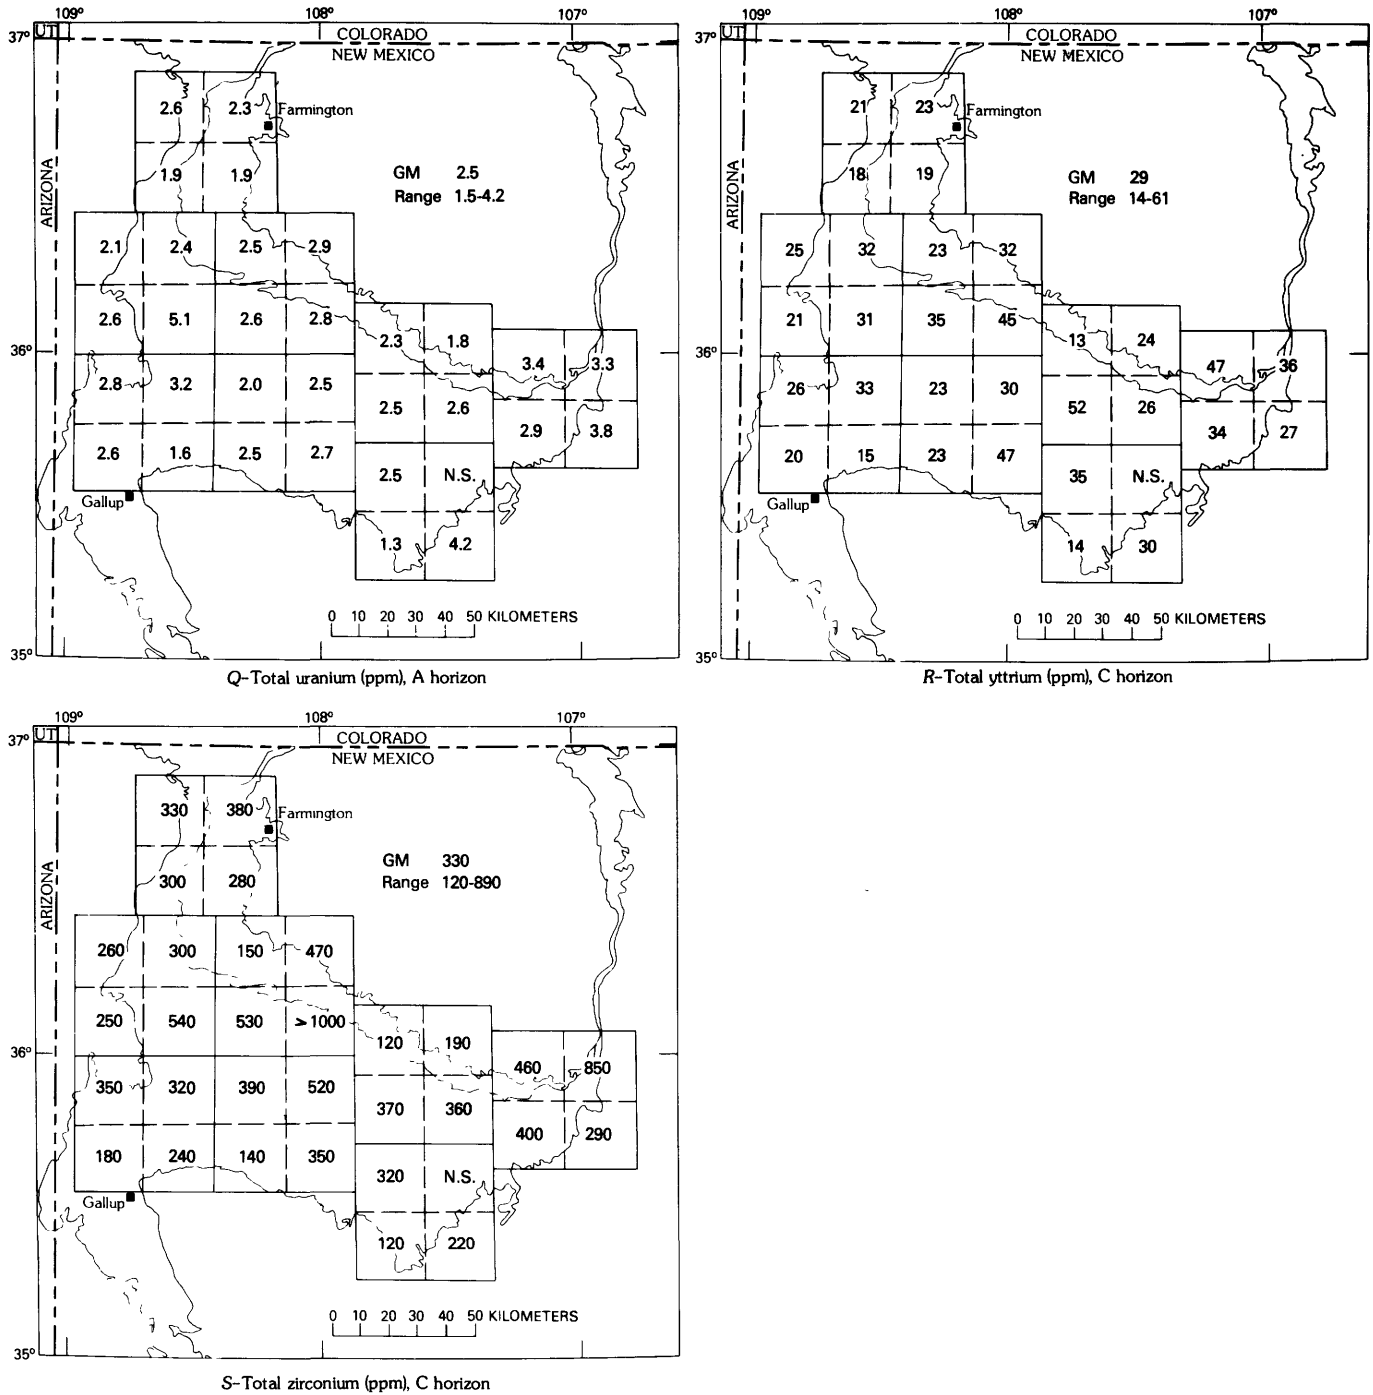 109° 108° 107°
37° UT COLORADO
NEW MEXICO
2.6 2.3 Farmington
ARIZONA
1.9 1.9
GM 2.5
Range 1.5-4.2
2.1 2.4 2.5 2.9
2.6 5.1 2.6 2.8
2.3 1.8
36° 3.4 3.3
2.8 3.2 2.0 2.5
2.5 2.6
2.9 3.8
2.6 1.6 2.5 2.7
2.5 N.S.
Gallup
1.3 4.2
0 10 20 30 40 50 KILOMETERS
35°
Q-Total uranium (ppm), A horizon
109° 108° 107°
37° UT COLORADO
NEW MEXICO
21 23 Farmington
ARIZONA
18 19
GM 29
Range 14-61
25 32 23 32
21 31 35 45
13 24
36° 47 36
26 33 23 30
52 26
34 27
20 15 23 47
35 N.S.
Gallup
14 30
0 10 20 30 40 50 KILOMETERS
35°
R-Total yttrium (ppm), C horizon
109° 108° 107°
37° UT COLORADO
NEW MEXICO
330 380 Farmington
ARIZONA
300 280
GM 330
Range 120-890
260 300 150 470
250 540 530 >1000
120 190
36° 460 850
350 320 390 520
370 360
400 290
180 240 140 350
320 N.S.
Gallup
120 220
0 10 20 30 40 50 KILOMETERS
35°
S-Total zirconium (ppm), C horizon